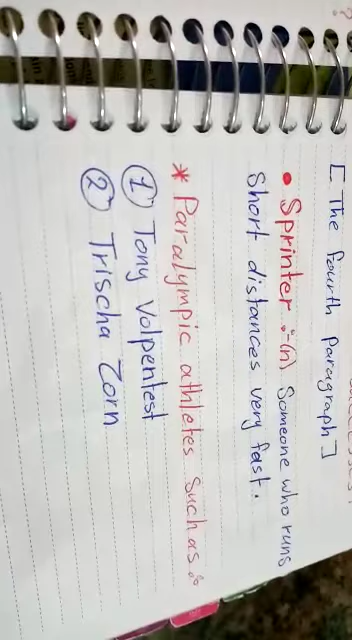 [ The fourth Paragraph ]
• Sprinter :-(n) Someone who runs
short distances very fast.
* Paralympic athletes Such as :
① Tony Volpentest
② Trischa Zorn